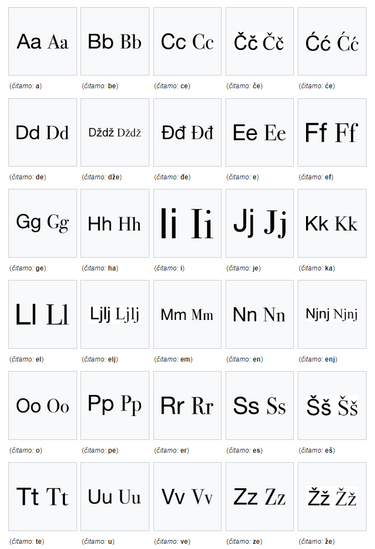 Aa Aa Bb Bb Cc Cc Čč Čč Ćć Ćć
(čitamo: a) (čitamo: be) (čitamo: ce) (čitamo: če) (čitamo: će)
Dd Dd Dždž Dždž Đđ Đđ Ee Ee Ff Ff
(čitamo: de) (čitamo: dže) (čitamo: đe) (čitamo: e) (čitamo: ef)
Gg Gg Hh Hh Ii Ii Jj Jj Kk Kk
(čitamo: ge) (čitamo: ha) (čitamo: i) (čitamo: je) (čitamo: ka)
Ll Ll Ljlj Ljlj Mm Mm Nn Nn Njnj Njnj
(čitamo: el) (čitamo: elj) (čitamo: em) (čitamo: en) (čitamo: enj)
Oo Oo Pp Pp Rr Rr Ss Ss Šš Šš
(čitamo: o) (čitamo: pe) (čitamo: er) (čitamo: es) (čitamo: eš)
Tt Tt Uu Uu Vv Vv Zz Zz Žž Žž
(čitamo: te) (čitamo: u) (čitamo: ve) (čitamo: ze) (čitamo: že)